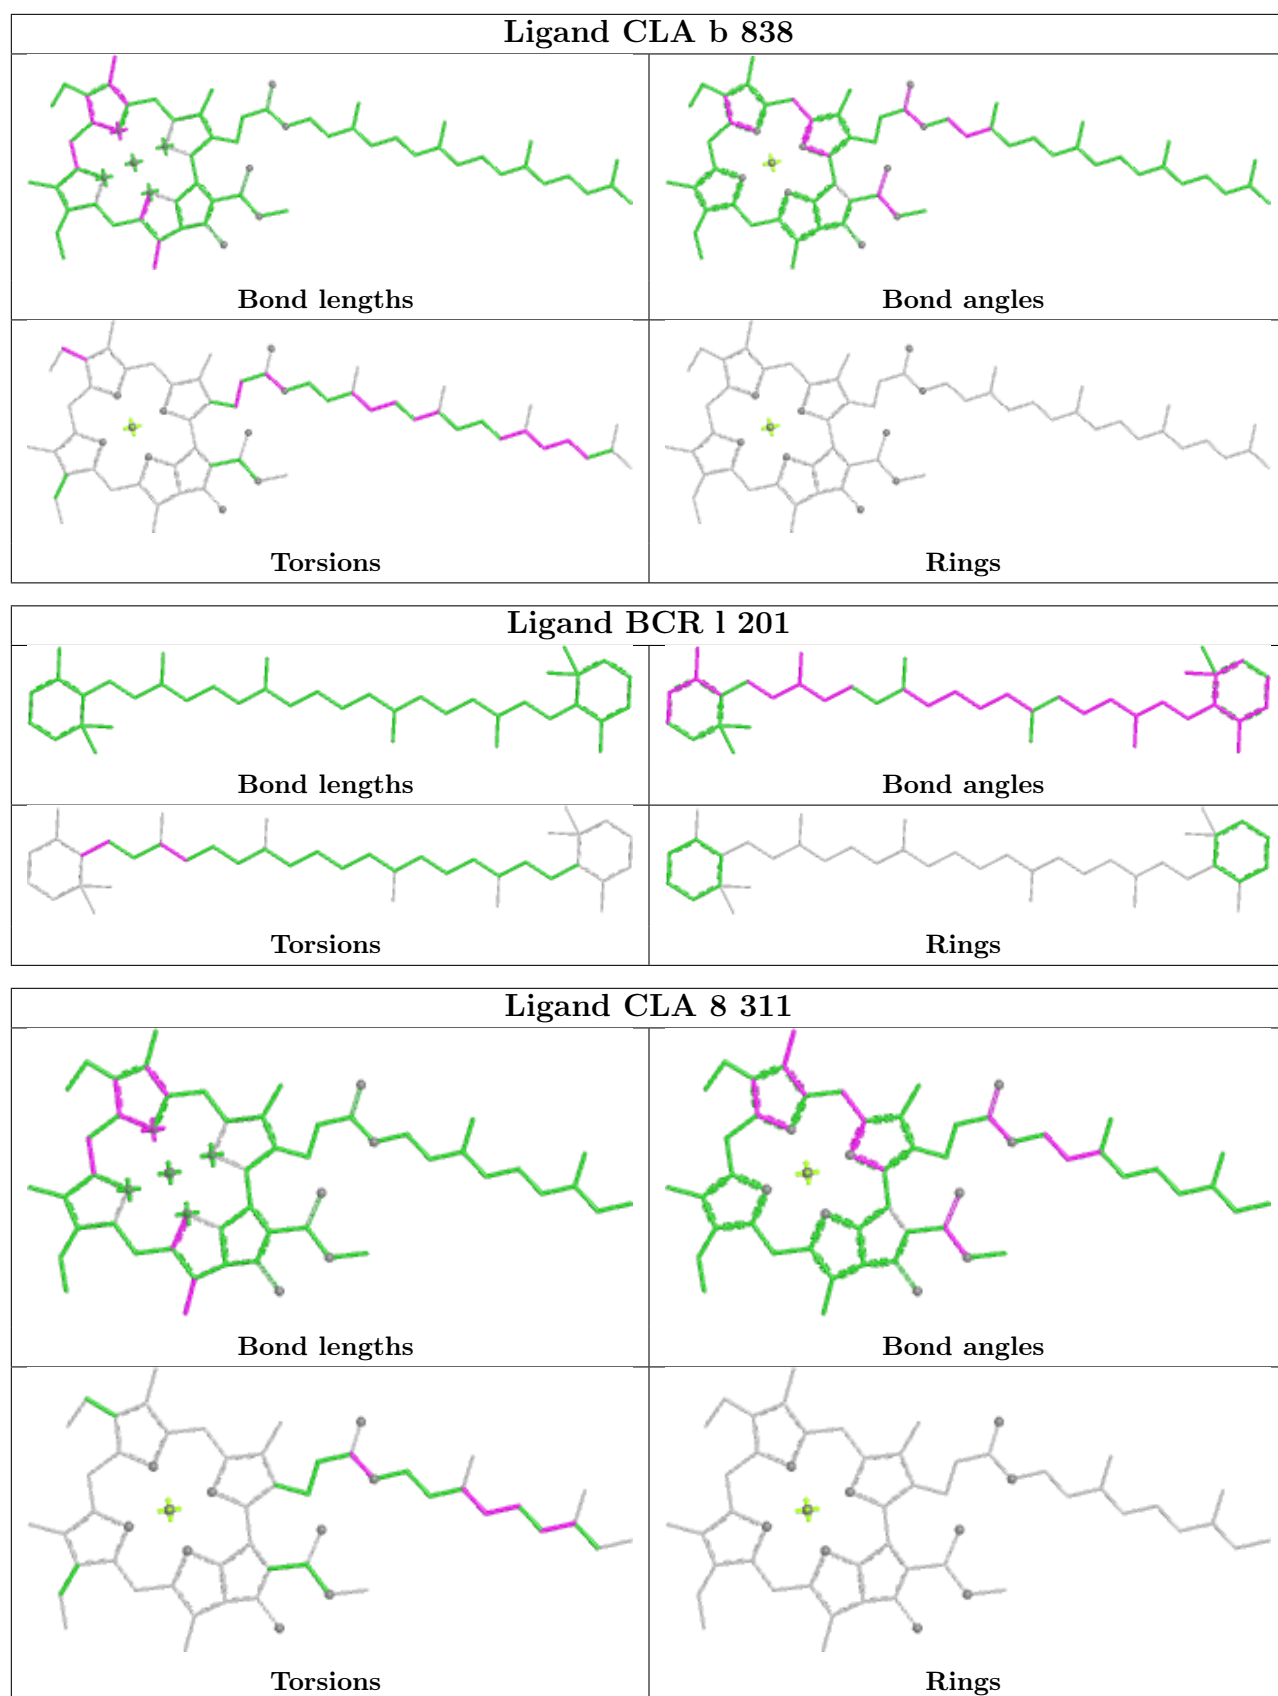 Ligand CLA b 838
Bond lengths
Bond angles
Torsions
Rings
Ligand BCR l 201
Bond lengths
Bond angles
Torsions
Rings
Ligand CLA 8 311
Bond lengths
Bond angles
Torsions
Rings